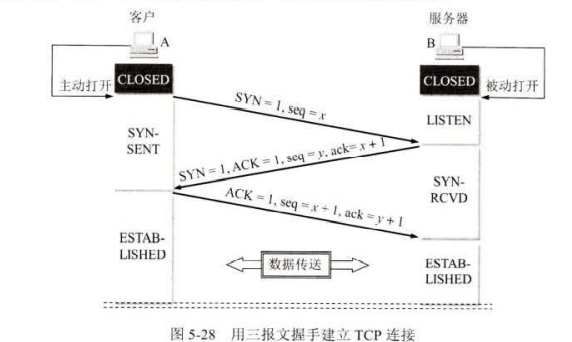 客户
服务器
A
B
CLOSED
CLOSED
主动打开
被动打开
SYN = 1, seq = x
LISTEN
SYN-
SENT
SYN = 1, ACK = 1, seq = y, ack= x + 1
SYN-
RCVD
ACK = 1, seq = x + 1, ack = y + 1
ESTAB-
LISHED
数据传送
ESTAB-
LISHED
图 5-28 用三报文握手建立 TCP 连接